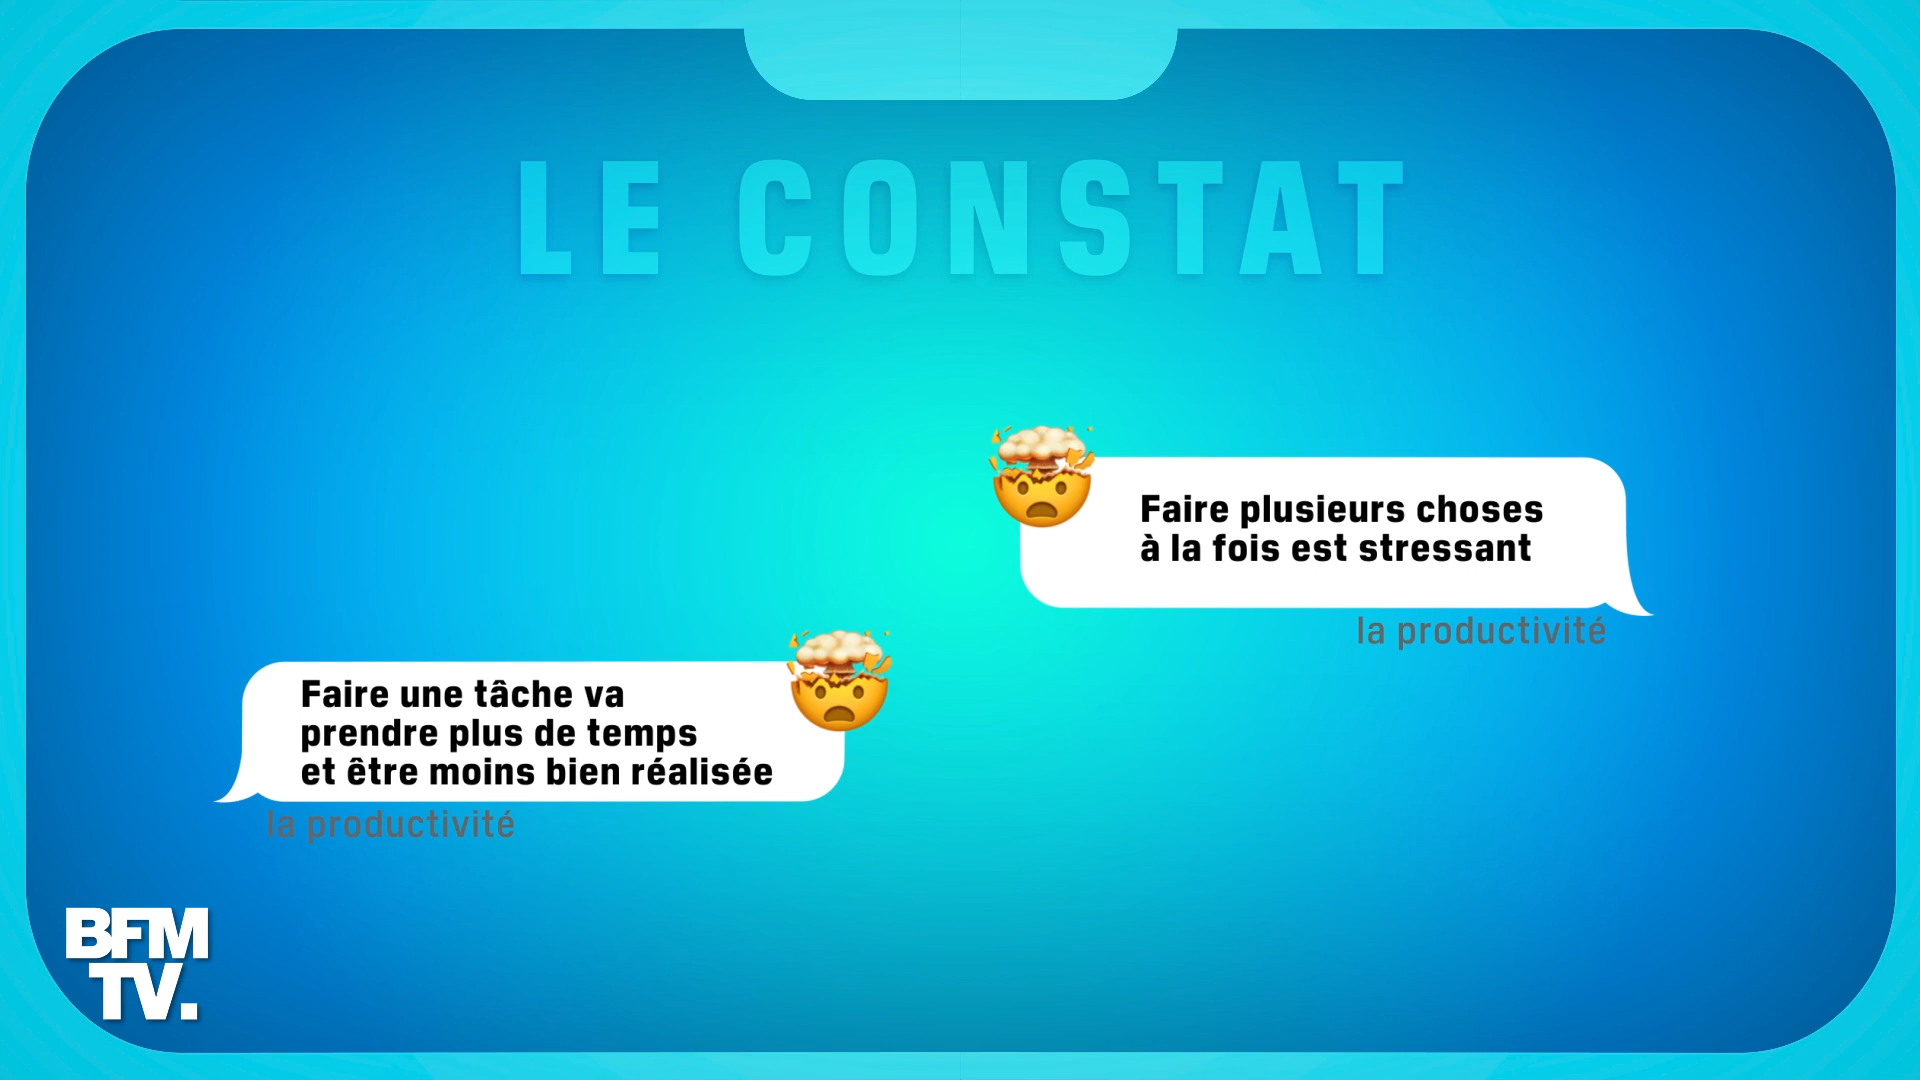 LE CONSTAT
Faire plusieurs choses
à la fois est stressant
la productivité
Faire une tâche va
prendre plus de temps
et être moins bien réalisée
la productivité
BFM
TV.